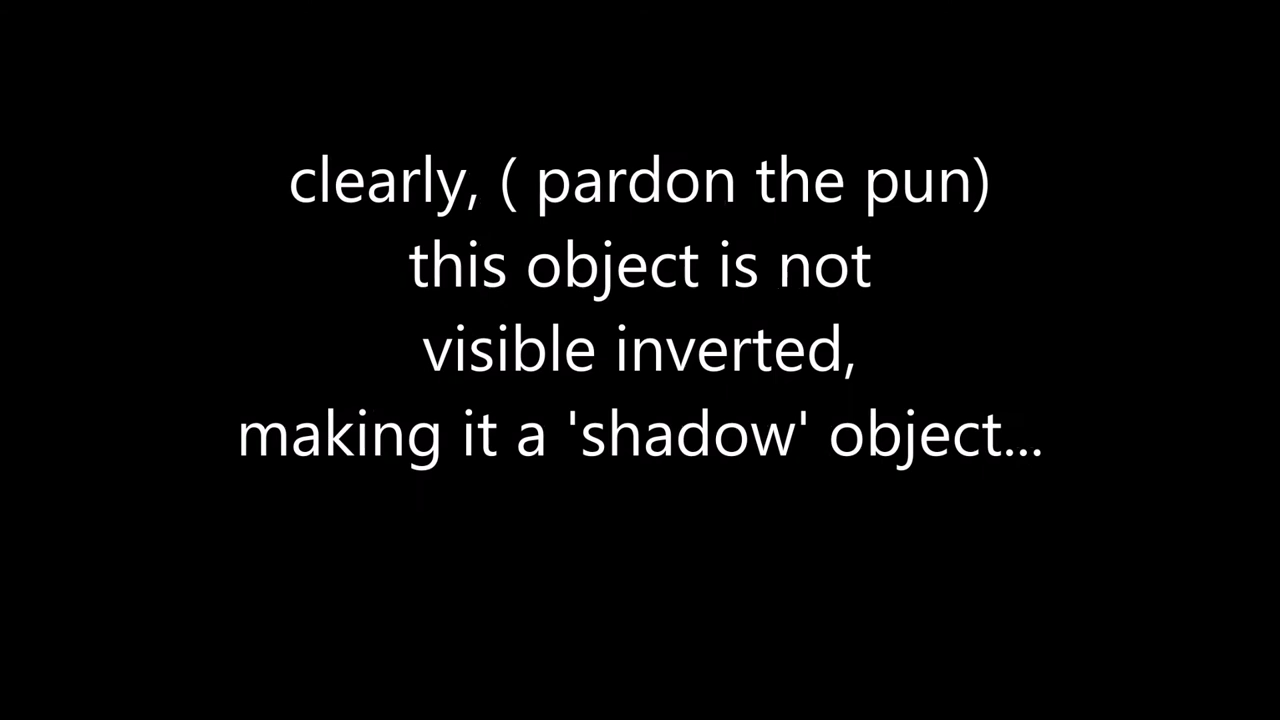 clearly, ( pardon the pun)
this object is not
visible inverted,
making it a 'shadow' object...